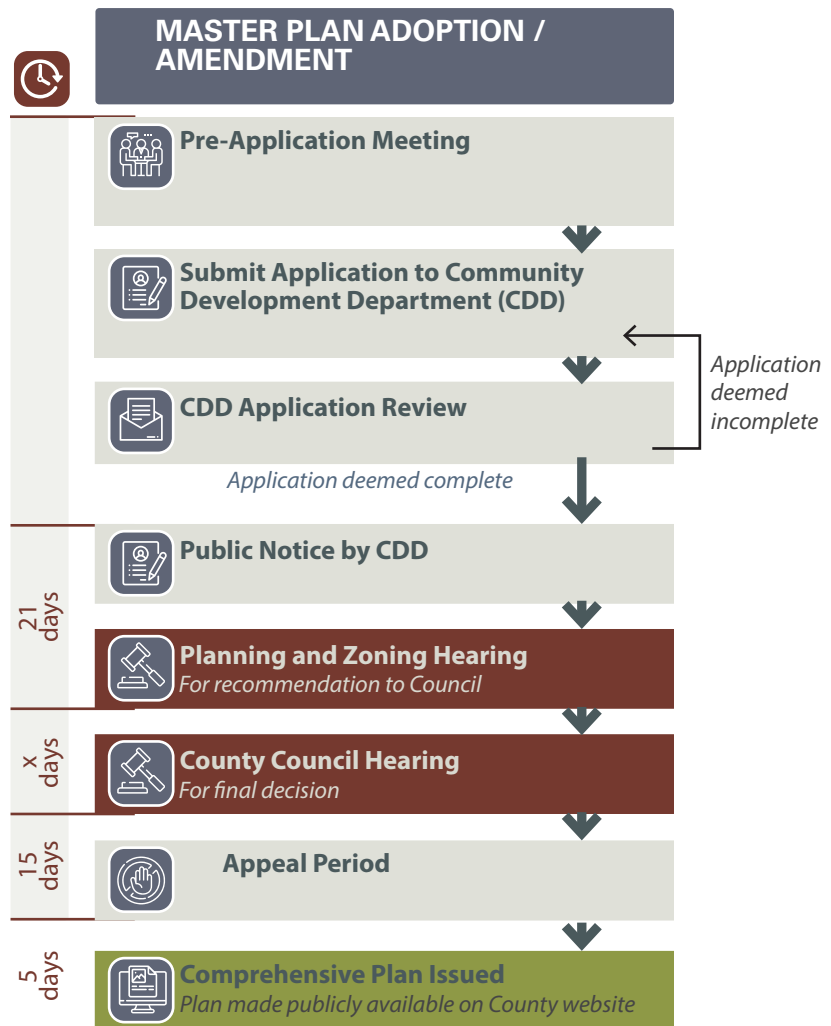 MASTER PLAN ADOPTION /
AMENDMENT
Pre-Application Meeting
Submit Application to Community
Development Department (CDD)
Application
deemed
incomplete
CDD Application Review
Application deemed complete
Public Notice by CDD
21
days
Planning and Zoning Hearing
For recommendation to Council
x
days
County Council Hearing
For final decision
15
days
Appeal Period
5
days
Comprehensive Plan Issued
Plan made publicly available on County website